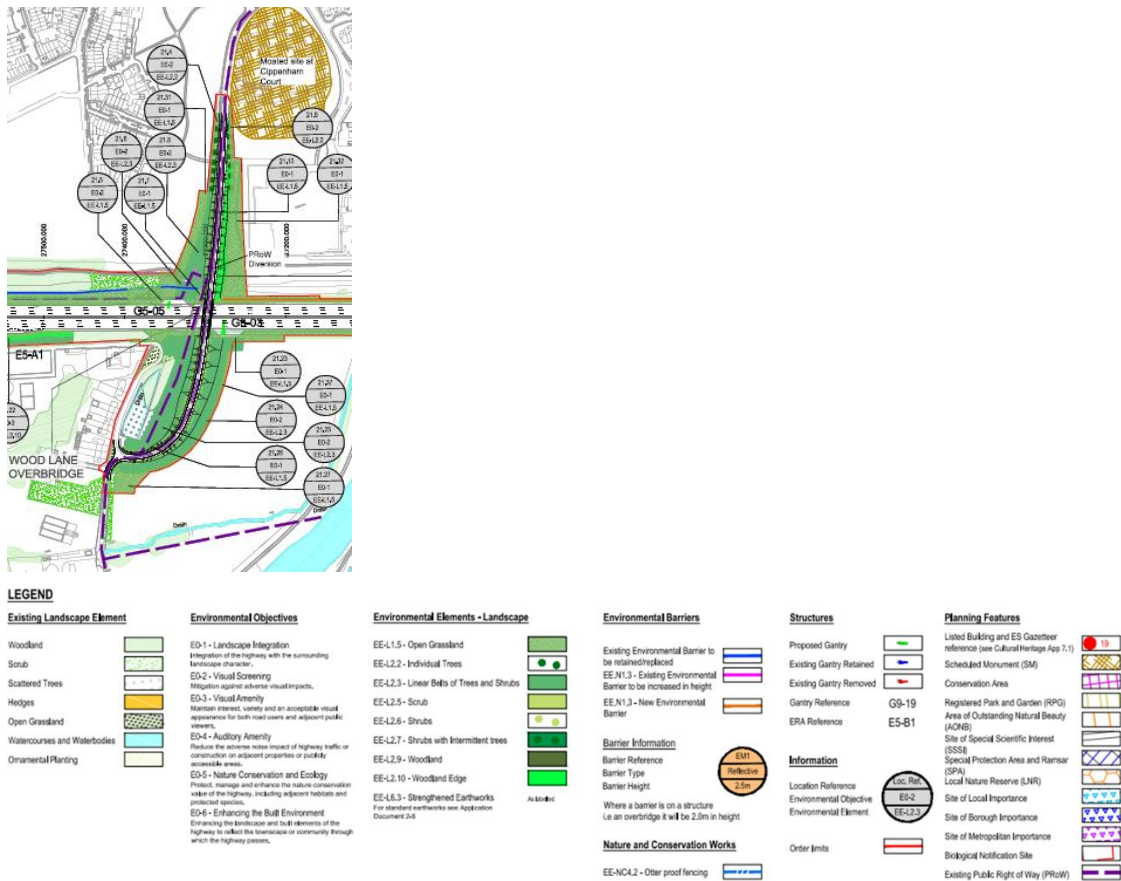 Moated site at
Cippenham
Court
21.4
E0-2
EE-L2.2
21.31
E0-1
EE-L1.5
21.9
E0-2
EE-L2.2
E0-2
EE-L2.3
EE-L2.3
21.13
E0-1
EE-L1.5
21.32
E0-1
EE-L1.5
21.5
E0-2
EE-L1.5
21.7
E0-1
EE-L1.5
27500.000
27400.000
PRoW
Diversion
G5-05
E5-A1
21.23
E0-1
EE-L1.5
E0-1
EE-L1.5
21.24
E0-2
EE-L2.3
21.25
E0-2
EE-L2.3
21.26
E0-1
EE-L1.5
E0-1
EE-L1.5
Drain
WOOD LANE
OVERBRIDGE
Drain
LEGEND
Existing Landscape Element
Woodland
Scrub
Scattered Trees
Hedges
Open Grassland
Watercourses and Waterbodies
Ornamental Planting
Environmental Objectives
E0-1 - Landscape Integration
Integration of the highway with the surrounding
landscape character.
E0-2 - Visual Screening
Mitigation against adverse visual impacts.
E0-3 - Visual Amenity
Maintain interest, variety and an acceptable visual
appearance for both road users and adjacent public
viewers.
E0-4 - Auditory Amenity
Reduce the adverse noise impact of highway traffic or
construction on adjacent properties or publicly
accessible areas.
E0-5 - Nature Conservation and Ecology
Protect, manage and enhance the nature conservation
value of the highway, including adjacent habitats and
protected species.
E0-6 - Enhancing the Built Environment
Enhancing the landscape and built elements of the
highway to reflect the townscape or community through
which the highway passes.
Environmental Elements - Landscape
EE-L1.5 - Open Grassland
EE-L2.2 - Individual Trees
EE-L2.3 - Linear Belts of Trees and Shrubs
EE-L2.5 - Scrub
EE-L2.6 - Shrubs
EE-L2.7 - Shrubs with Intermittent trees
EE-L2.9 - Woodland
EE-L2.10 - Woodland Edge
EE-L6.3 - Strengthened Earthworks
For standard earthworks see Application
Document 2-6
As labelled
Environmental Barriers
Existing Environmental Barrier to
be retained/replaced
EE.N1.3 - Existing Environmental
Barrier to be increased in height
EE.N1.3 - New Environmental
Barrier
Barrier Information
Barrier Reference
Barrier Type
Barrier Height
EM1
Reflective
2.5m
Where a barrier is on a structure
i.e an overbridge it will be 2.0m in height
Nature and Conservation Works
EE-NC4.2 - Otter proof fencing
Structures
Proposed Gantry
Existing Gantry Retained
Existing Gantry Removed
Gantry Reference G9-19
ERA Reference E5-B1
Information
Location Reference
Environmental Objective
Environmental Element
Loc. Ref.
E0-2
EE-L2.3
Order limits
Planning Features
Listed Building and ES Gazetteer
reference (see Cultural Heritage App 7.1)
19
Scheduled Monument (SM)
Conservation Area
Registered Park and Garden (RPG)
Area of Outstanding Natural Beauty
(AONB)
Site of Special Scientific Interest
(SSSI)
Special Protection Area and Ramsar
(SPA)
Local Nature Reserve (LNR)
Site of Local Importance
Site of Borough Importance
Site of Metropolitan Importance
Biological Notification Site
Existing Public Right of Way (PRoW)